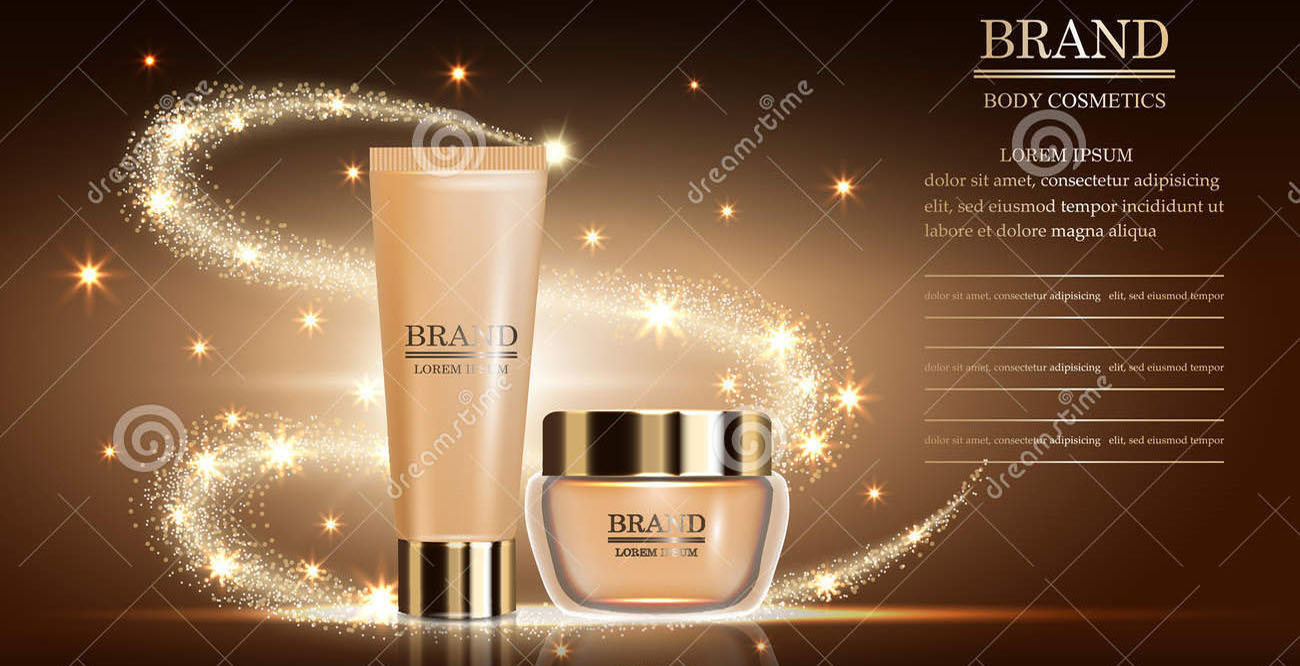 BRAND
BODY COSMETICS
LOREM IPSUM
dolor sit amet, consectetur adipisicing
elit, sed eiusmod tempor incididunt ut
labore et dolore magna aliqua
dolor sit amet, consectetur adipisicing elit, sed eiusmod tempor
dolor sit amet, consectetur adipisicing elit, sed eiusmod tempor
dolor sit amet, consectetur adipisicing elit, sed eiusmod tempor
BRAND
LOREM IPSUM
BRAND
LOREM IPSUM
dreamstime
dreamstime
dreamstime
dreamstime
dreamstime